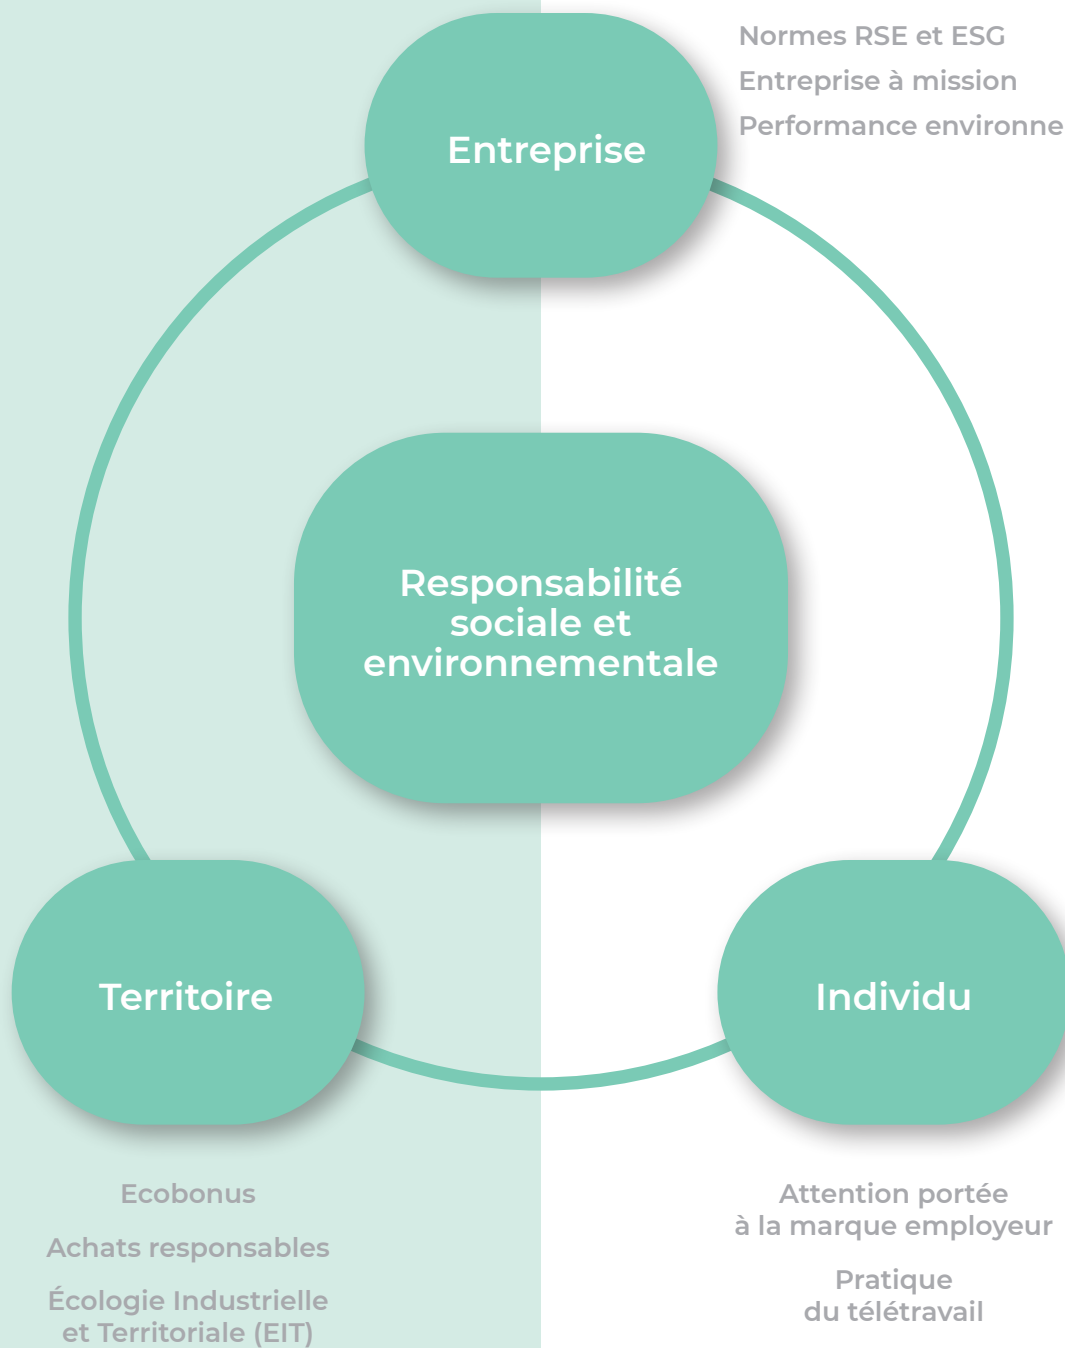 Normes RSE et ESG
Entreprise à mission
Performance environne
Entreprise
Responsabilité
sociale et
environnementale
Territoire
Individu
Ecobonus
Achats responsables
Écologie Industrielle
et Territoriale (EIT)
Attention portée
à la marque employeur
Pratique
du télétravail